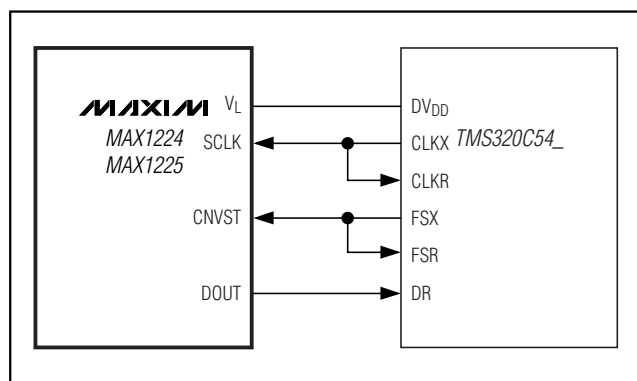 MAXIM
MAX1224
MAX1225
VL
SCLK
CNVST
DOUT
DVDD
CLKX
CLKR
FSX
FSR
DR
TMS320C54_